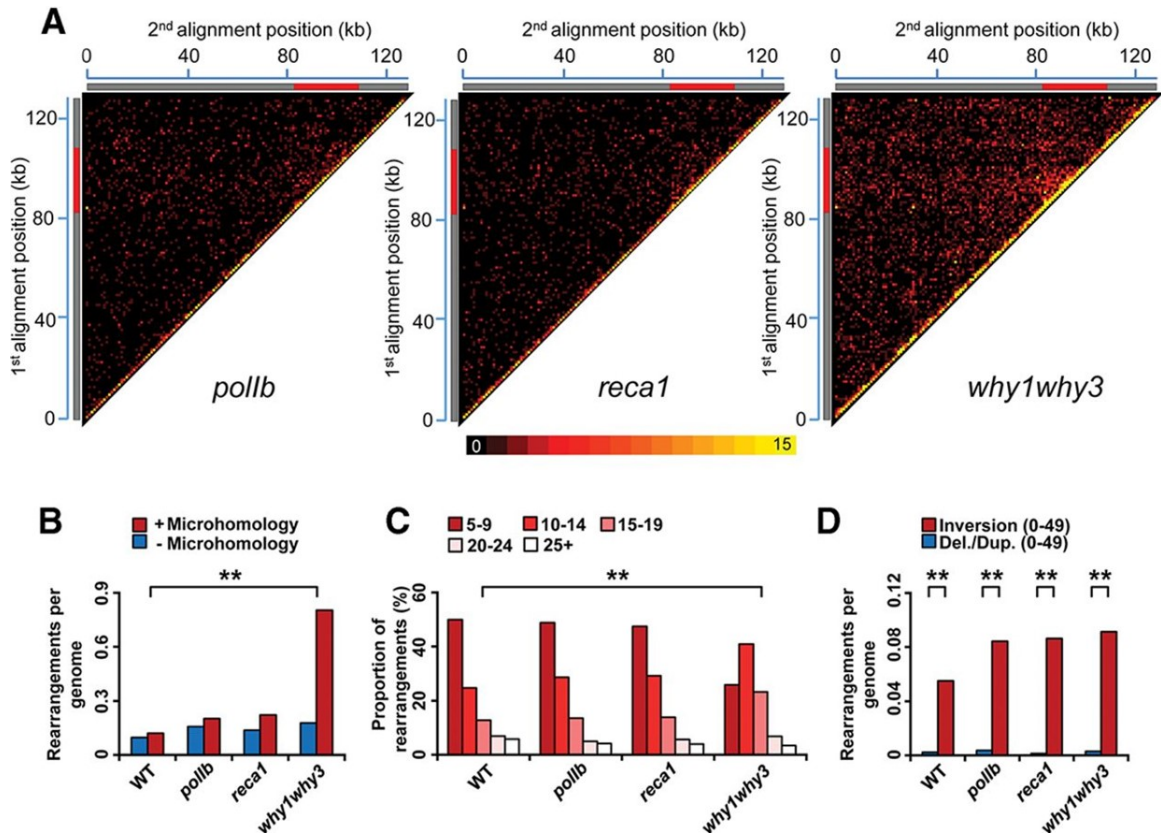 A
2nd alignment position (kb)
0 40 80 120
2nd alignment position (kb)
0 40 80 120
2nd alignment position (kb)
0 40 80 120
1st alignment position (kb)
120
80
40
0
polIb
1st alignment position (kb)
120
80
40
0
reca1
1st alignment position (kb)
120
80
40
0
why1why3
0 15
B
+ Microhomology
- Microhomology
**
Rearrangements per
genome
0.9
0.6
0.3
0
WT
polIb
reca1
why1why3
C
5-9 10-14 15-19
20-24 25+
**
Proportion of
rearrangements (%)
60
40
20
0
WT
polIb
reca1
why1why3
D
Inversion (0-49)
Del./Dup. (0-49)
** ** ** **
Rearrangements per
genome
0.12
0.08
0.04
0
WT
polIb
reca1
why1why3